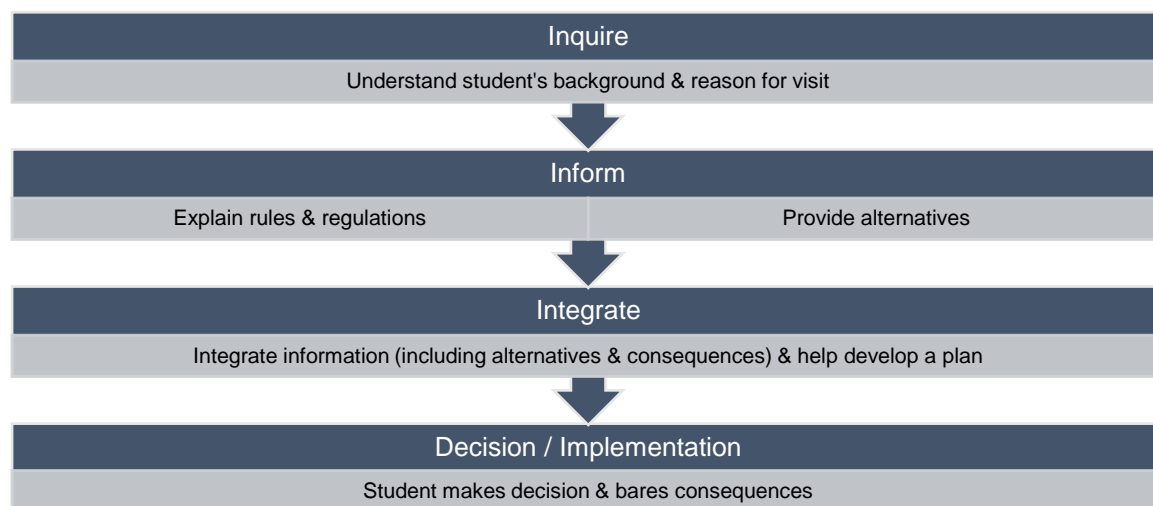 Inquire
Understand student's background & reason for visit
Inform
Explain rules & regulations
Provide alternatives
Integrate
Integrate information (including alternatives & consequences) & help develop a plan
Decision / Implementation
Student makes decision & bares consequences